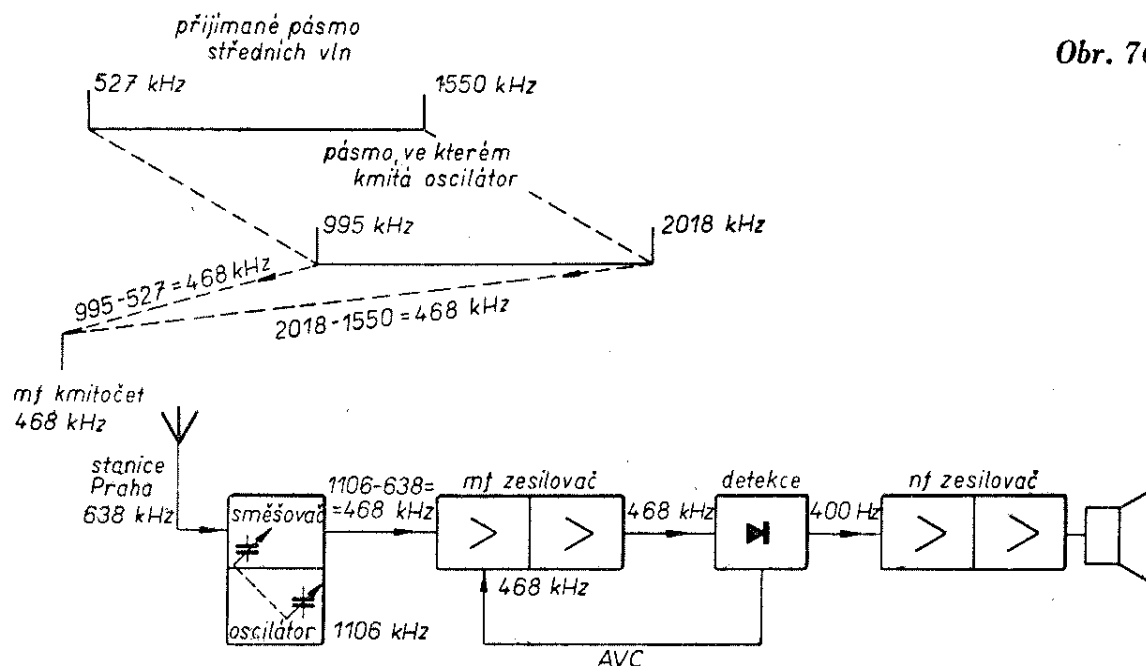 přijímané pásmo
středních vln
527 kHz
1550 kHz
pásmo, ve kterém
kmitá oscilátor
995 kHz
2018 kHz
995-527 = 468 kHz
2018-1550 = 468 kHz
mf kmitočet
468 kHz
stanice
Praha
638 kHz
směšovač
oscilátor
1106 kHz
1106-638=
=468 kHz
mf zesilovač
468 kHz
468 kHz
detekce
400 Hz
nf zesilovač
AVC